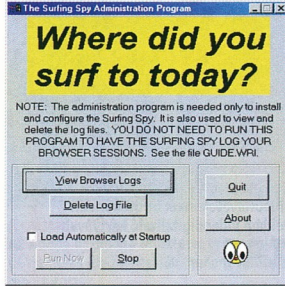 The Surfing Spy Administration Program
Where did you
surf to today?
NOTE: The administration program is needed only to install
and configure the Surfing Spy. It is also used to view and
delete the log files. YOU DO NOT NEED TO RUN THIS
PROGRAM TO HAVE THE SURFING SPY LOG YOUR
BROWSER SESSIONS. See the file GUIDE.WRI.
View Browser Logs
Delete Log File
Load Automatically at Startup
Run Now
Stop
Quit
About